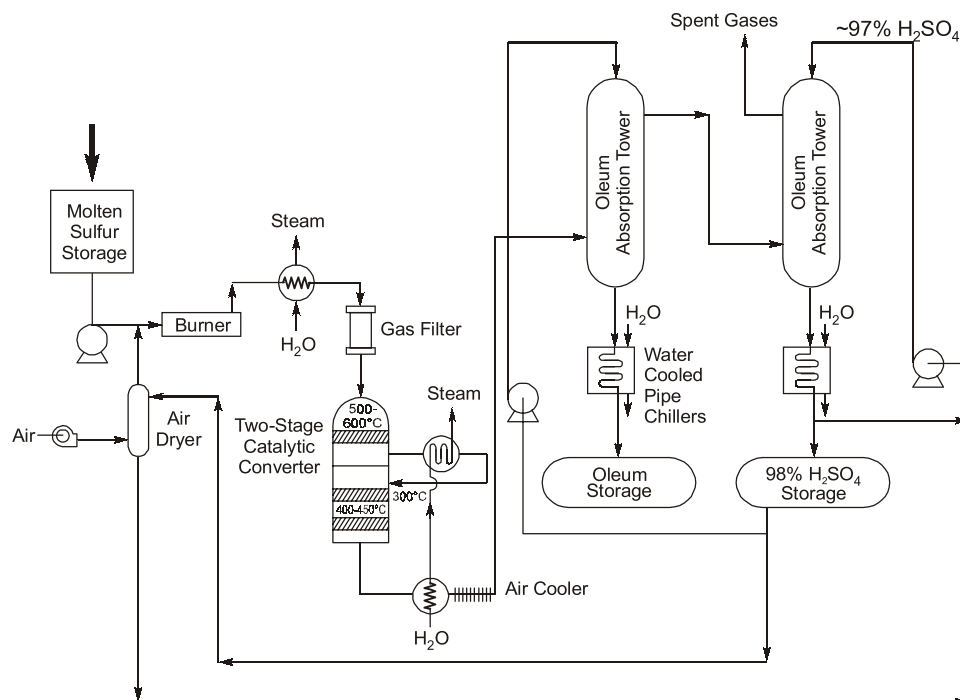 Spent Gases
~97% H₂SO₄
Oleum
Absorption Tower
Oleum
Absorption Tower
Molten
Sulfur
Storage
Steam
H₂O
Burner
Gas Filter
H₂O
H₂O
Water
Cooled
Pipe
Chillers
Air
Air
Dryer
Two-Stage
Catalytic
Converter
500-
600°C
Steam
300°C
400-450°C
Oleum
Storage
98% H₂SO₄
Storage
Air Cooler
H₂O